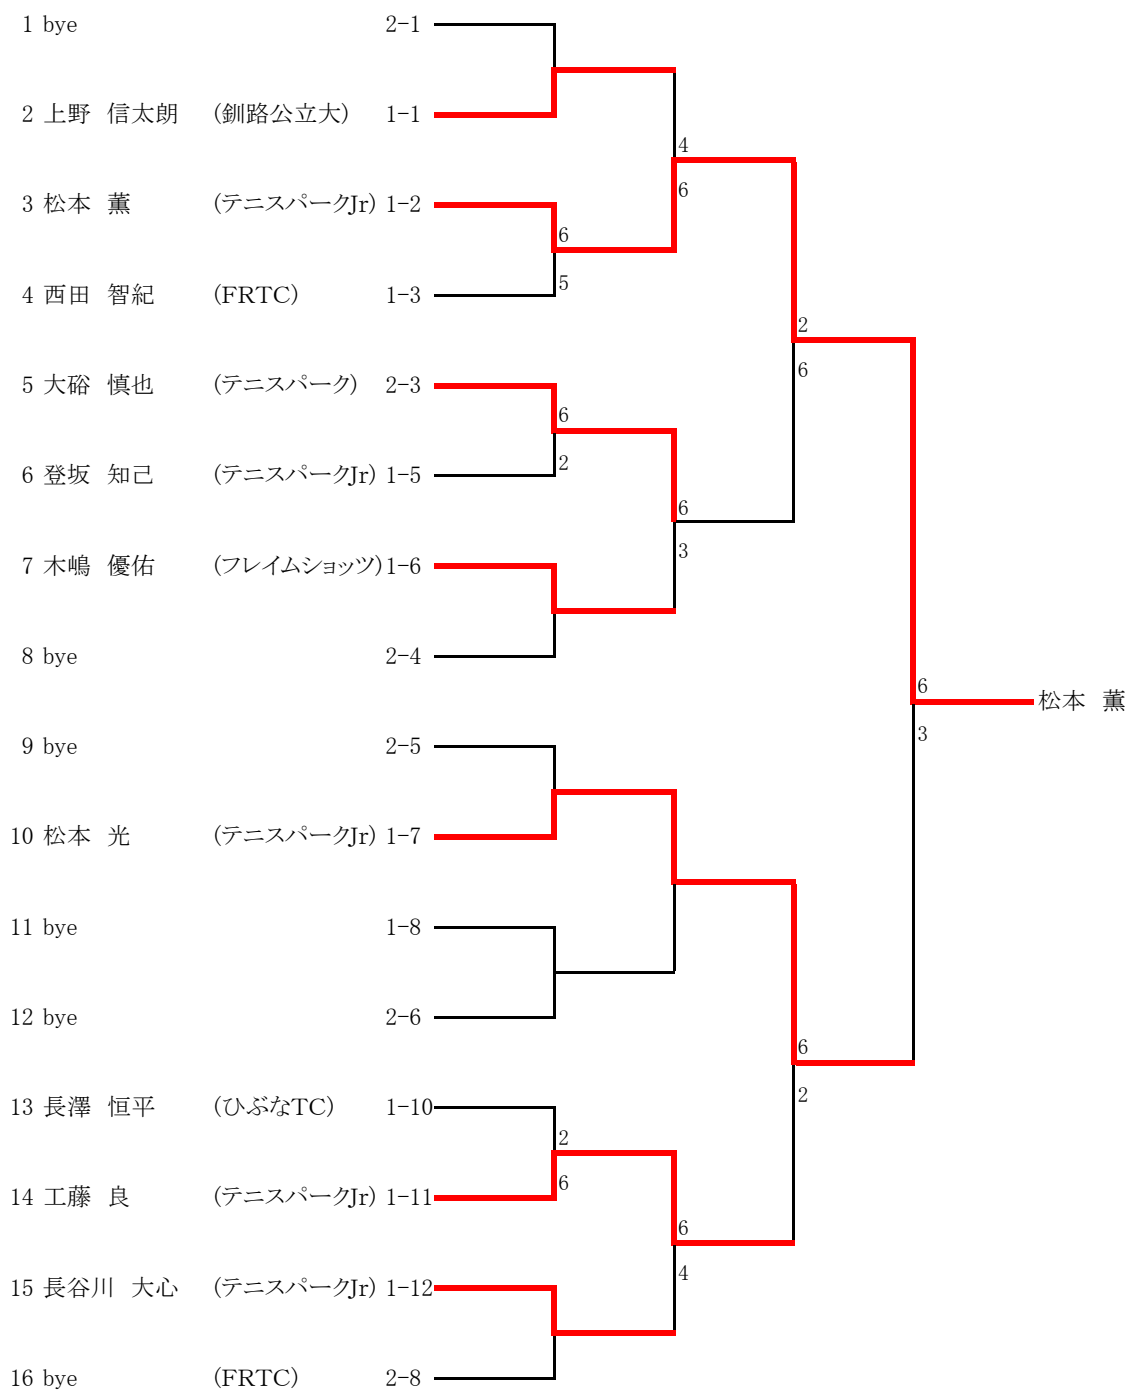 1 bye 2-1
2 上野 信太朗 (釧路公立大) 1-1
4
3 松本 薫 (テニスパークJr) 1-2
6
6
4 西田 智紀 (FRTC) 1-3
5
2
5 大硲 慎也 (テニスパーク) 2-3
6
6
6 登坂 知己 (テニスパークJr) 1-5
2
6
7 木嶋 優佑 (フレイムショッツ) 1-6
3
8 bye 2-4
6
松本 薫
3
9 bye 2-5
10 松本 光 (テニスパークJr) 1-7
11 bye 1-8
12 bye 2-6
6
2
13 長澤 恒平 (ひぶなTC) 1-10
2
6
14 工藤 良 (テニスパークJr) 1-11
6
4
15 長谷川 大心 (テニスパークJr) 1-12
16 bye (FRTC) 2-8